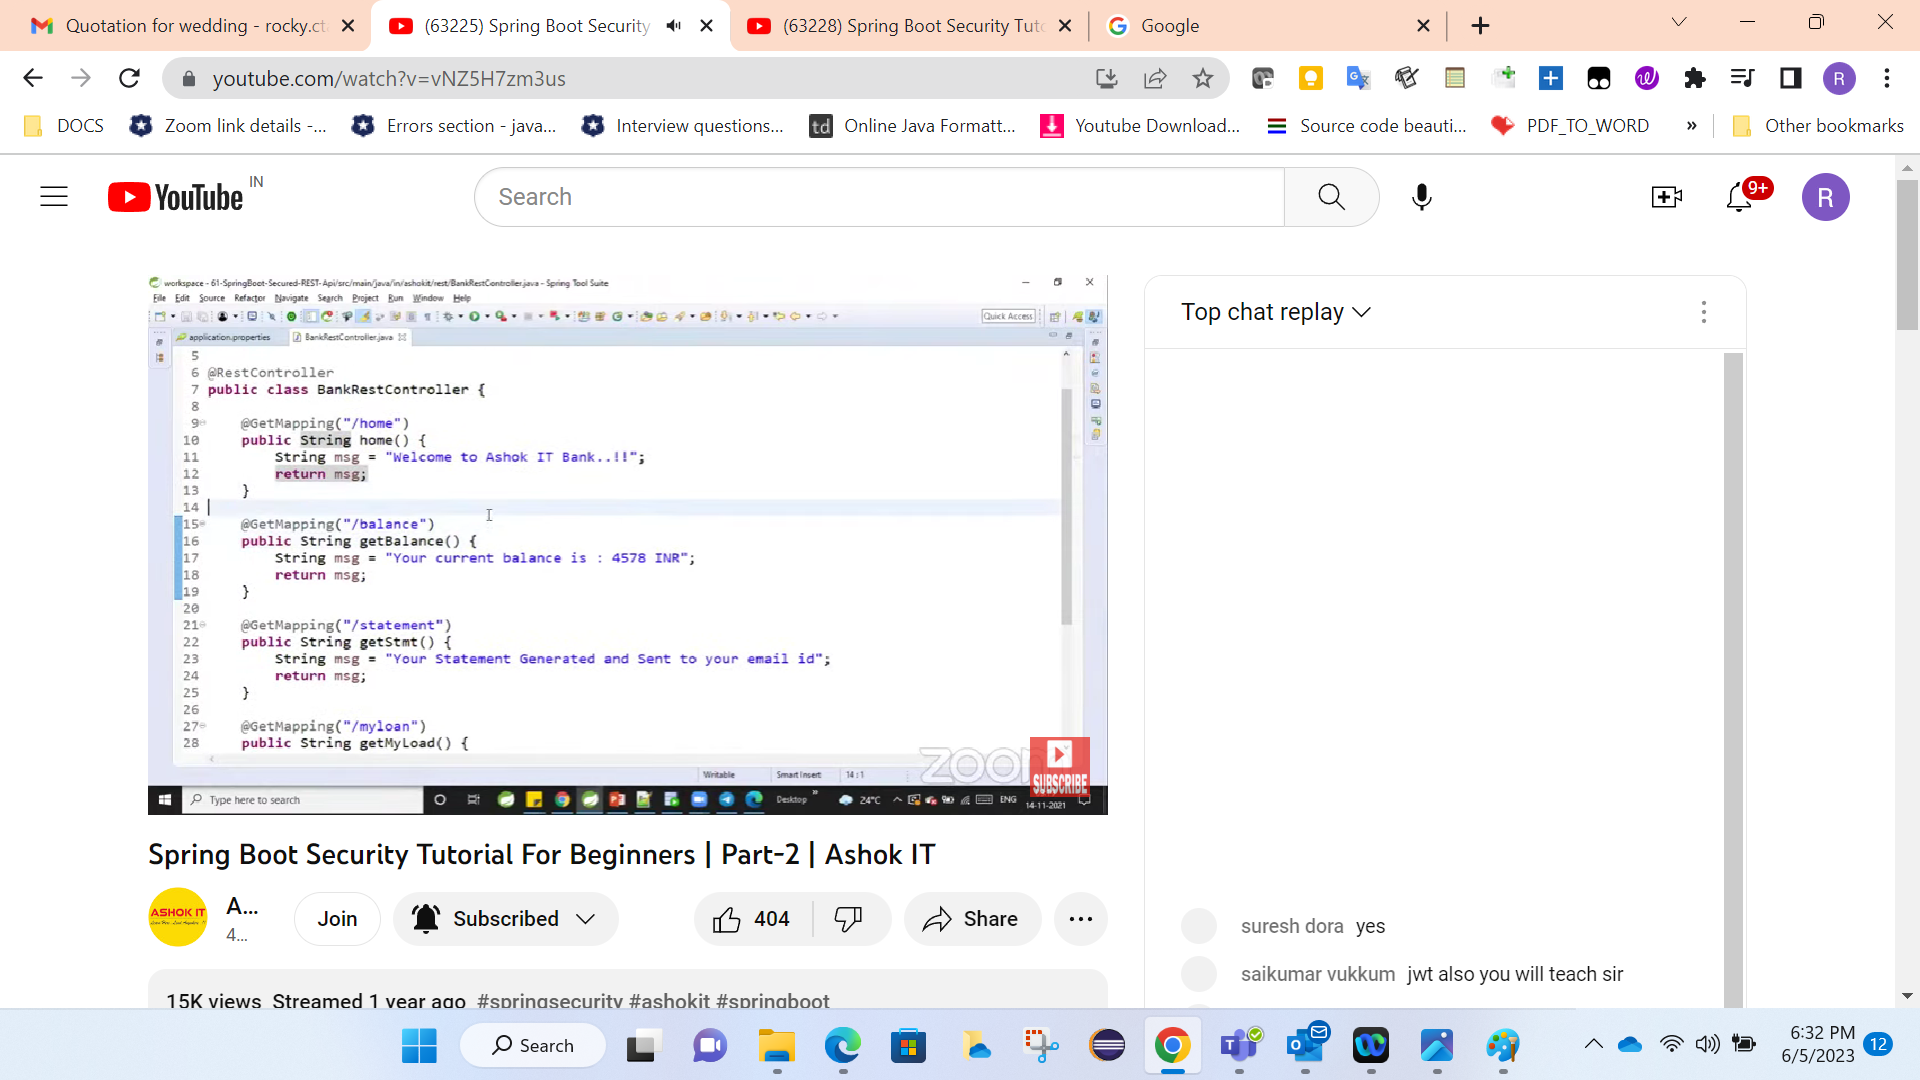 Quotation for wedding - rocky.ct
(63225) Spring Boot Security
(63228) Spring Boot Security Tut
Google
youtube.com/watch?v=vNZ5H7zm3us
R
DOCS
Zoom link details -...
Errors section - java...
Interview questions...
td
Online Java Formatt...
Youtube Download...
Source code beauti...
PDF_TO_WORD
»
Other bookmarks
YouTube IN
Search
9+
R
workspace - 61-SpringBoot-Secured-REST-Api/src/main/java/in/ashokit/rest/BankRestController.java - Spring Tool Suite
File Edit Source Refactor Navigate Search Project Run Window Help
Quick Access
application.properties BankRestController.java
5
6 @RestController
7 public class BankRestController {
8
9 @GetMapping("/home")
10 public String home() {
11 String msg = "Welcome to Ashok IT Bank..!!";
12 return msg;
13 }
14
15 @GetMapping("/balance")
16 public String getBalance() {
17 String msg = "Your current balance is : 4578 INR";
18 return msg;
19 }
20
21 @GetMapping("/statement")
22 public String getStmt() {
23 String msg = "Your Statement Generated and Sent to your email id";
24 return msg;
25 }
26
27 @GetMapping("/myloan")
28 public String getMyLoad() {
zoom
SUBSCRIBE
Writable Smart Insert 14 : 1
Type here to search
Desktop
24°C
ENG
14-11-2021
Top chat replay
suresh dora yes
saikumar vukkum jwt also you will teach sir
Spring Boot Security Tutorial For Beginners | Part-2 | Ashok IT
ASHOK IT
A...
4...
Join
Subscribed
404
Share
15K views Streamed 1 year ago #springsecurity #ashokit #springboot
Search
6:32 PM
6/5/2023
12